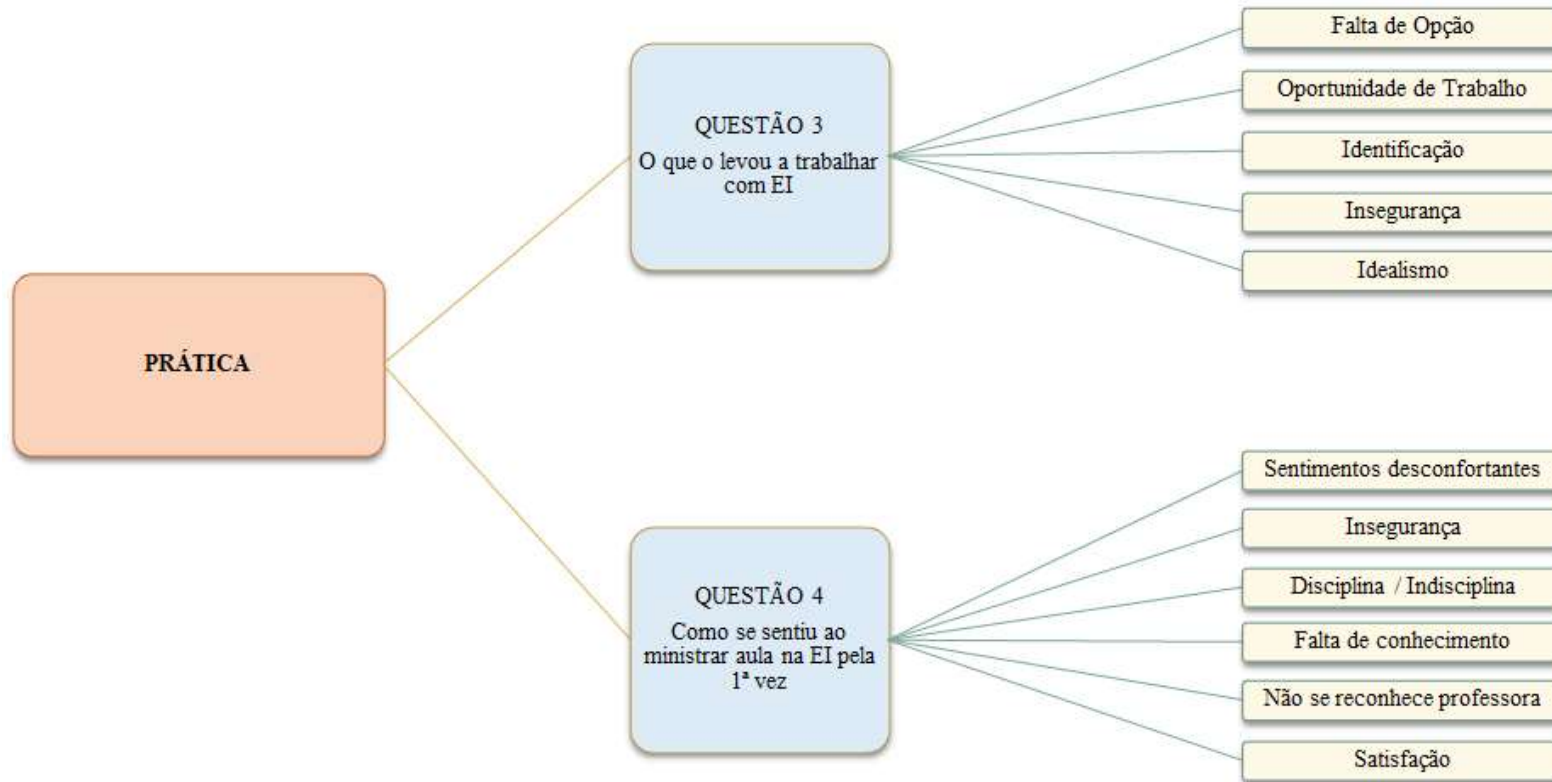 PRÁTICA
QUESTÃO 3
O que o levou a trabalhar
com EI
Falta de Opção
Oportunidade de Trabalho
Identificação
Insegurança
Idealismo
QUESTÃO 4
Como se sentiu ao
ministrar aula na EI pela
1ª vez
Sentimentos desconfortantes
Insegurança
Disciplina / Indisciplina
Falta de conhecimento
Não se reconhece professora
Satisfação